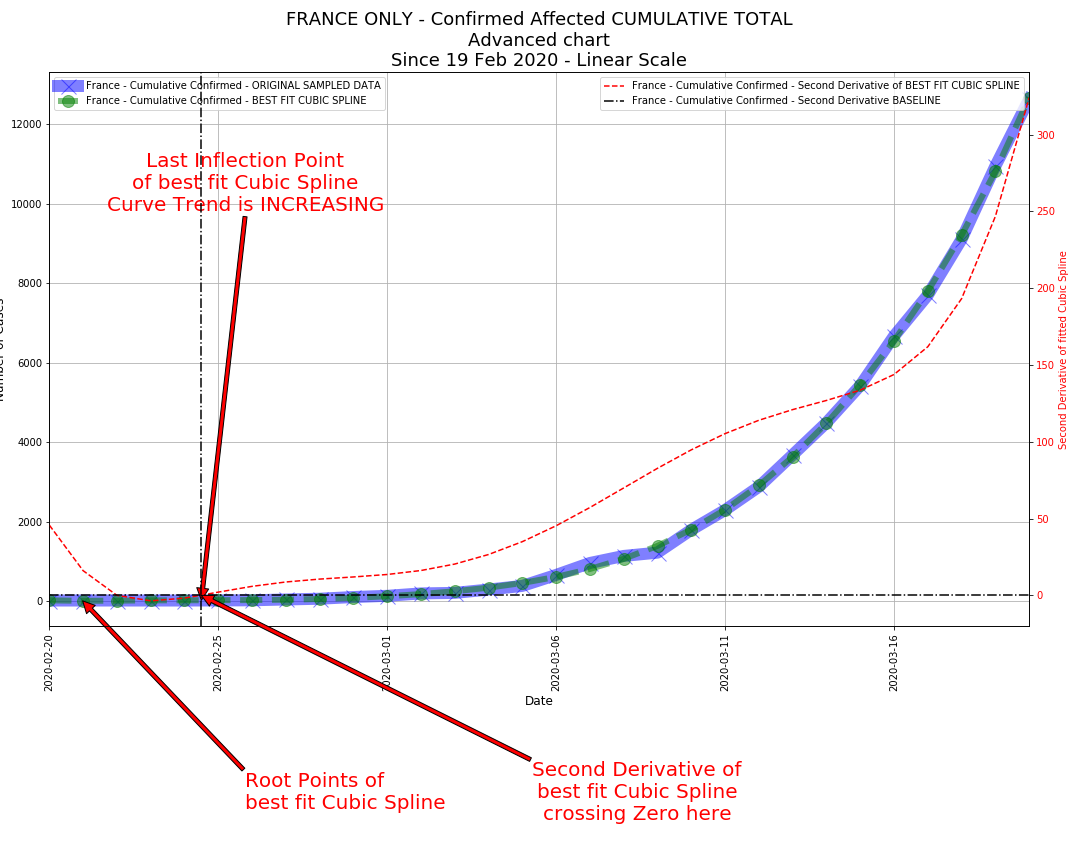 FRANCE ONLY - Confirmed Affected CUMULATIVE TOTAL
Advanced chart
Since 19 Feb 2020 - Linear Scale
France - Cumulative Confirmed - ORIGINAL SAMPLED DATA
France - Cumulative Confirmed - BEST FIT CUBIC SPLINE
France - Cumulative Confirmed - Second Derivative of BEST FIT CUBIC SPLINE
France - Cumulative Confirmed - Second Derivative BASELINE
Last Inflection Point
of best fit Cubic Spline
Curve Trend is INCREASING
12000
10000
8000
6000
4000
2000
0
Number of Cases
300
250
200
150
100
50
0
Second Derivative of fitted Cubic Spline
2020-02-20
2020-02-25
2020-03-01
2020-03-06
2020-03-11
2020-03-16
Date
Root Points of
best fit Cubic Spline
Second Derivative of
best fit Cubic Spline
crossing Zero here